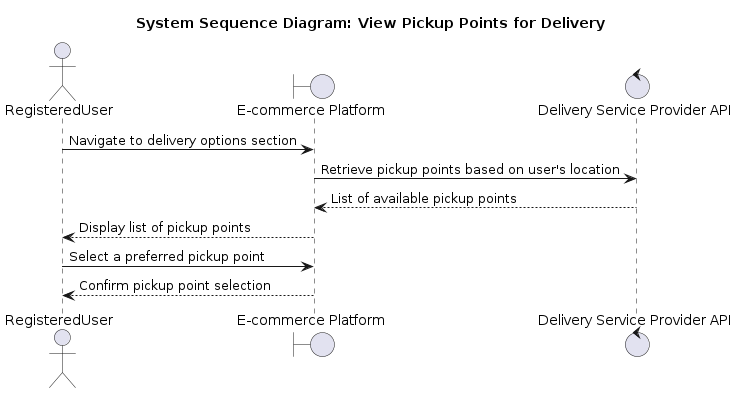 System Sequence Diagram: View Pickup Points for Delivery
RegisteredUser
E-commerce Platform
Delivery Service Provider API
Navigate to delivery options section
Retrieve pickup points based on user's location
List of available pickup points
Display list of pickup points
Select a preferred pickup point
Confirm pickup point selection
RegisteredUser
E-commerce Platform
Delivery Service Provider API